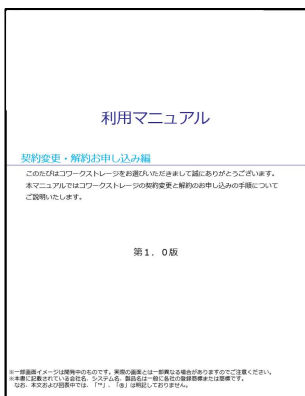 利用マニュアル
契約変更・解約お申し込み編
このたびはコワークストレージをお選びいただきまして誠にありがとうございます。
本マニュアルではコワークストレージの契約変更と解約のお申し込みの手順について
ご説明いたします。
第１．０版
※一部画面イメージは開発中のものです。実際の画面とは一部異なる場合がありますのでご注意ください。
※本書に記載されている会社名、システム名、製品名は一般に各社の登録商標または商標です。
なお、本文および図表中では、「™」、「®」は明記しておりません。